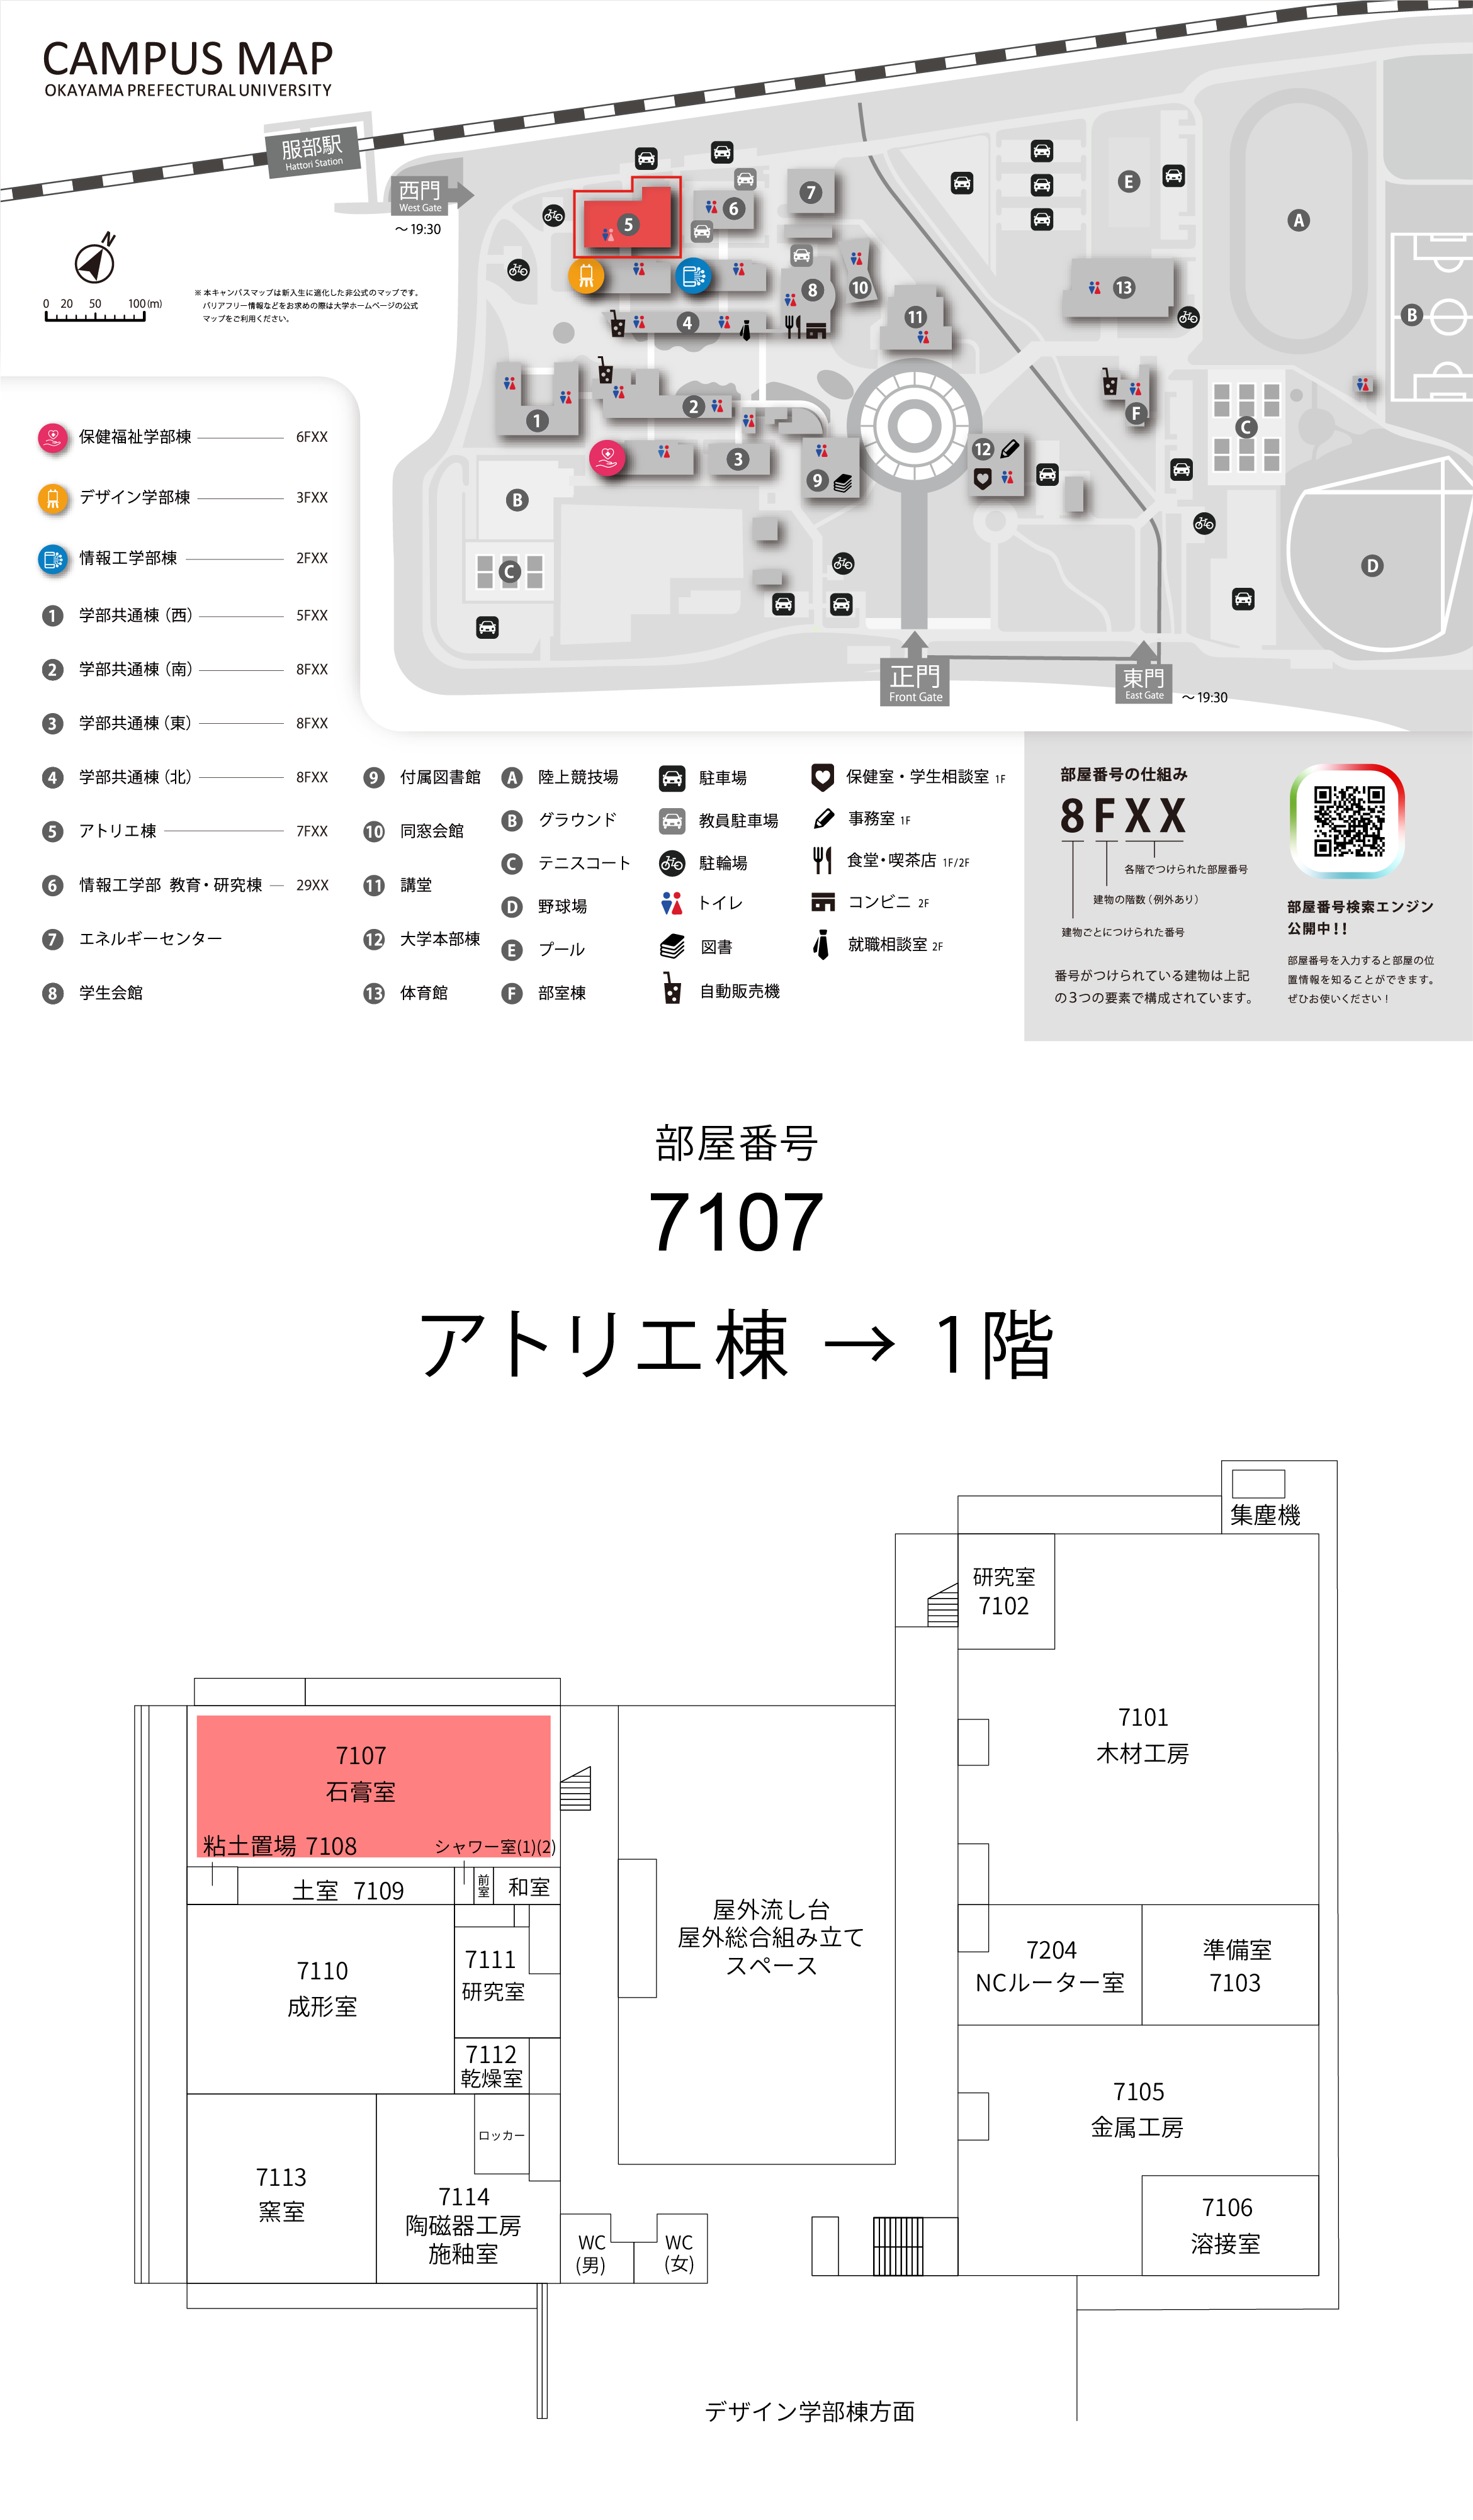 CAMPUS MAP
OKAYAMA PREFECTURAL UNIVERSITY
服部駅
Hattori Station
西門
West Gate
～19:30
N
0 20 50 100(m)
※本キャンパスマップは新入生に適化した非公式のマップです。
バリアフリー情報などをお求めの際は大学ホームページの公式
マップをご利用ください。
5
6
7
8
10
4
11
13
E
A
B
1
2
3
9
12
F
C
B
C
D
正門
Front Gate
東門
East Gate
～19:30
保健福祉学部棟 6FXX
デザイン学部棟 3FXX
情報工学部棟 2FXX
1 学部共通棟（西） 5FXX
2 学部共通棟（南） 8FXX
3 学部共通棟（東） 8FXX
4 学部共通棟（北） 8FXX
5 アトリエ棟 7FXX
6 情報工学部 教育・研究棟 29XX
7 エネルギーセンター
8 学生会館
9 付属図書館
10 同窓会館
11 講堂
12 大学本部棟
13 体育館
A 陸上競技場
B グラウンド
C テニスコート
D 野球場
E プール
F 部室棟
駐車場
教員駐車場
駐輪場
トイレ
図書
自動販売機
保健室・学生相談室 1F
事務室 1F
食堂・喫茶店 1F/2F
コンビニ 2F
就職相談室 2F
部屋番号の仕組み
8FXX
各階でつけられた部屋番号
建物の階数（例外あり）
建物ごとにつけられた番号
番号がつけられている建物は上記
の3つの要素で構成されています。
部屋番号検索エンジン
公開中！！
部屋番号を入力すると部屋の位
置情報を知ることができます。
ぜひお使いください！
部屋番号
7107
アトリエ棟 → 1階
集塵機
研究室
7102
7101
木材工房
7107
石膏室
粘土置場 7108
シャワー室(1)(2)
土室 7109
前室
和室
7110
成形室
7111
研究室
7112
乾燥室
ロッカー
7113
窯室
7114
陶磁器工房
施釉室
WC
(男)
WC
(女)
屋外流し台
屋外総合組み立て
スペース
7204
NCルーター室
準備室
7103
7105
金属工房
7106
溶接室
デザイン学部棟方面